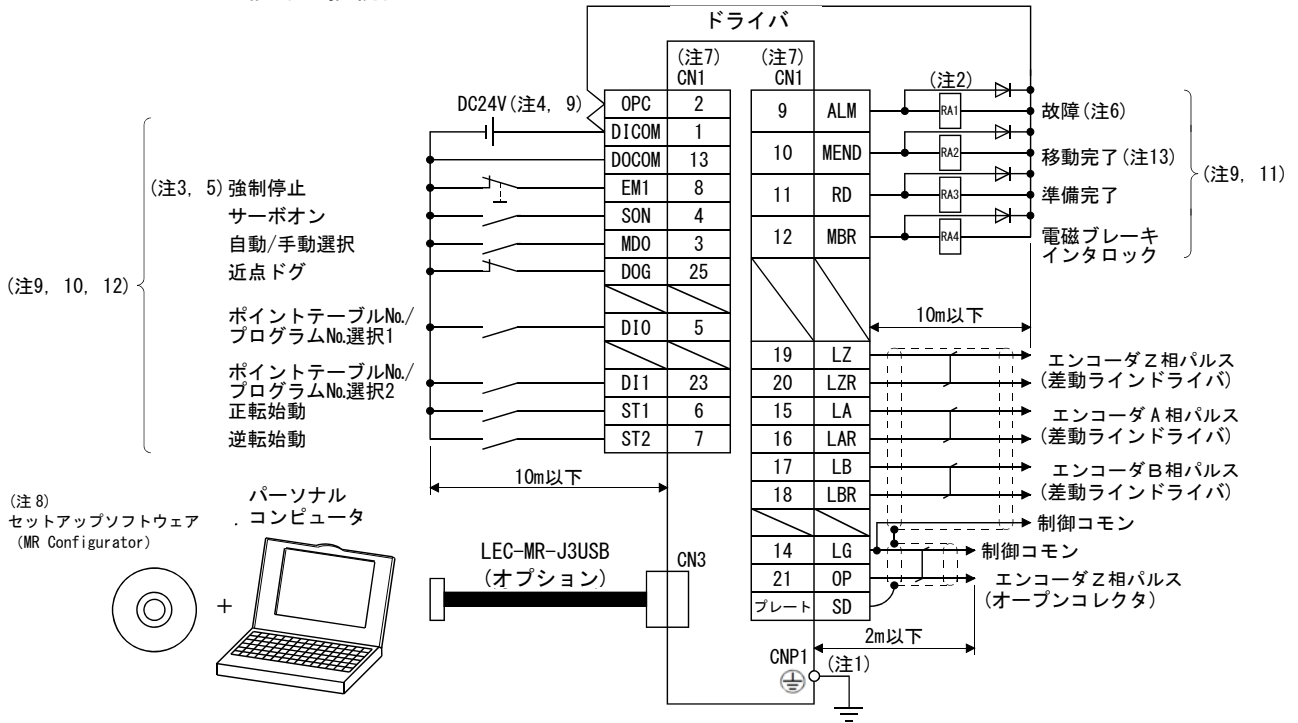 ドライバ
(注7)
CN1
(注7)
CN1
DC24V(注4, 9)
OPC 2
DICOM 1
DOCOM 13
EM1 8
SON 4
MD0 3
DOG 25
DI0 5
DI1 23
ST1 6
ST2 7
(注3, 5)強制停止
サーボオン
自動/手動選択
近点ドグ
(注9, 10, 12)
ポイントテーブルNo./
プログラムNo.選択1
ポイントテーブルNo./
プログラムNo.選択2
正転始動
逆転始動
10m以下
9 ALM
10 MEND
11 RD
12 MBR
19 LZ
20 LZR
15 LA
16 LAR
17 LB
18 LBR
14 LG
21 OP
プレート SD
(注2)
RA1
RA2
RA3
RA4
故障(注6)
移動完了(注13)
準備完了
電磁ブレーキ
インタロック
(注9, 11)
10m以下
エンコーダZ相パルス
(差動ラインドライバ)
エンコーダA相パルス
(差動ラインドライバ)
エンコーダB相パルス
(差動ラインドライバ)
制御コモン
制御コモン
エンコーダZ相パルス
(オープンコレクタ)
2m以下
(注8)
セットアップソフトウェア
(MR Configurator)
+
パーソナル
コンピュータ
LEC-MR-J3USB
(オプション)
CN3
CNP1
(注1)